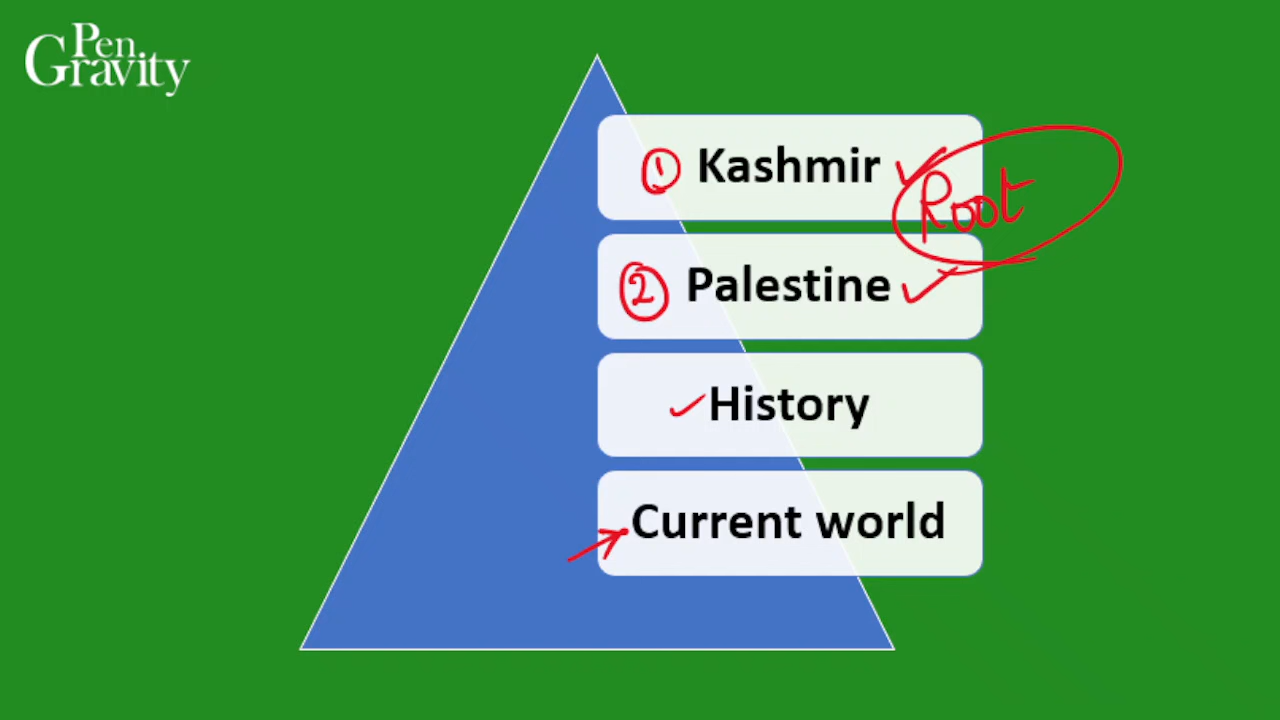 Pen
Gravity
1 Kashmir
Root
2 Palestine
History
Current world